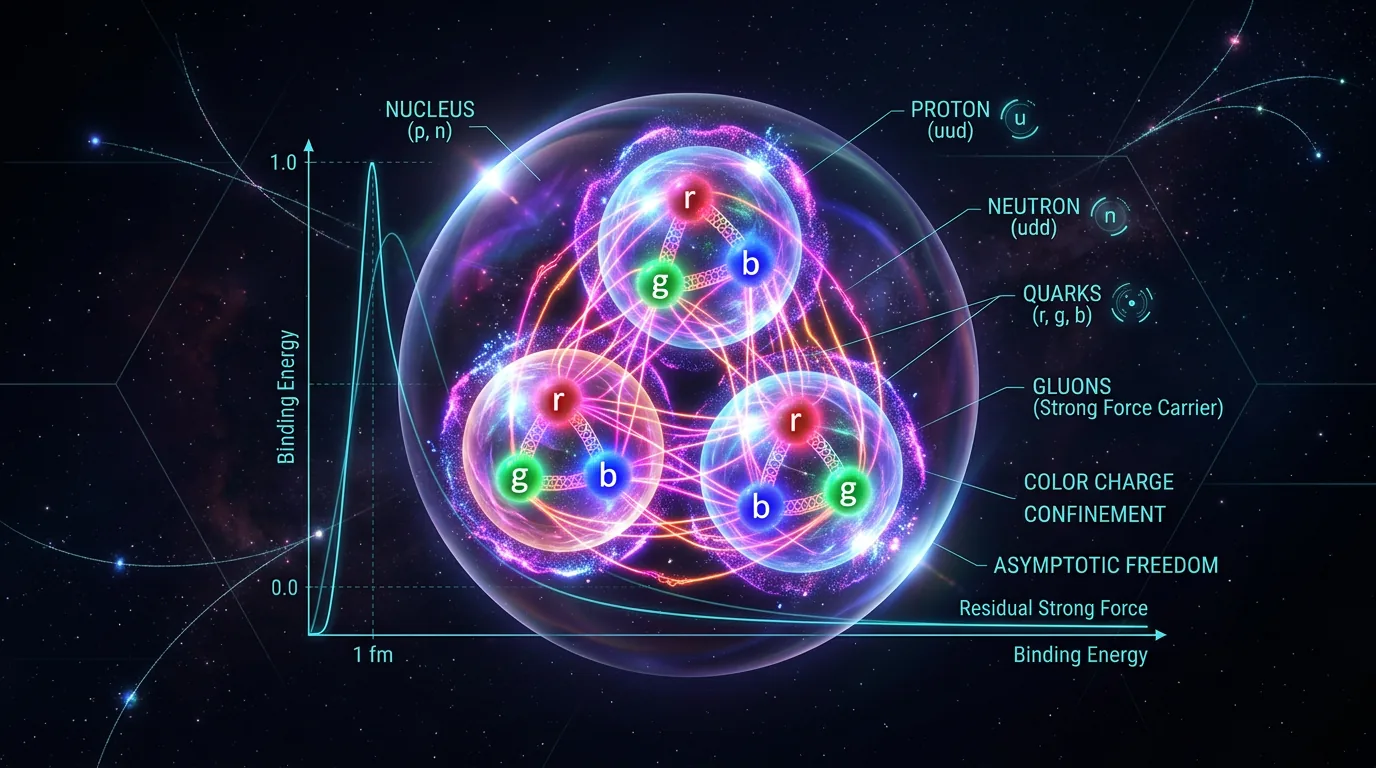 NUCLEUS
(p, n)
PROTON
(uud)
u
NEUTRON
(udd)
n
QUARKS
(r, g, b)
GLUONS
(Strong Force Carrier)
COLOR CHARGE
CONFINEMENT
ASYMPTOTIC FREEDOM
Residual Strong Force
Binding Energy
1.0
Binding Energy
0.0
1 fm
r
g
b
r
g
b
r
b
g